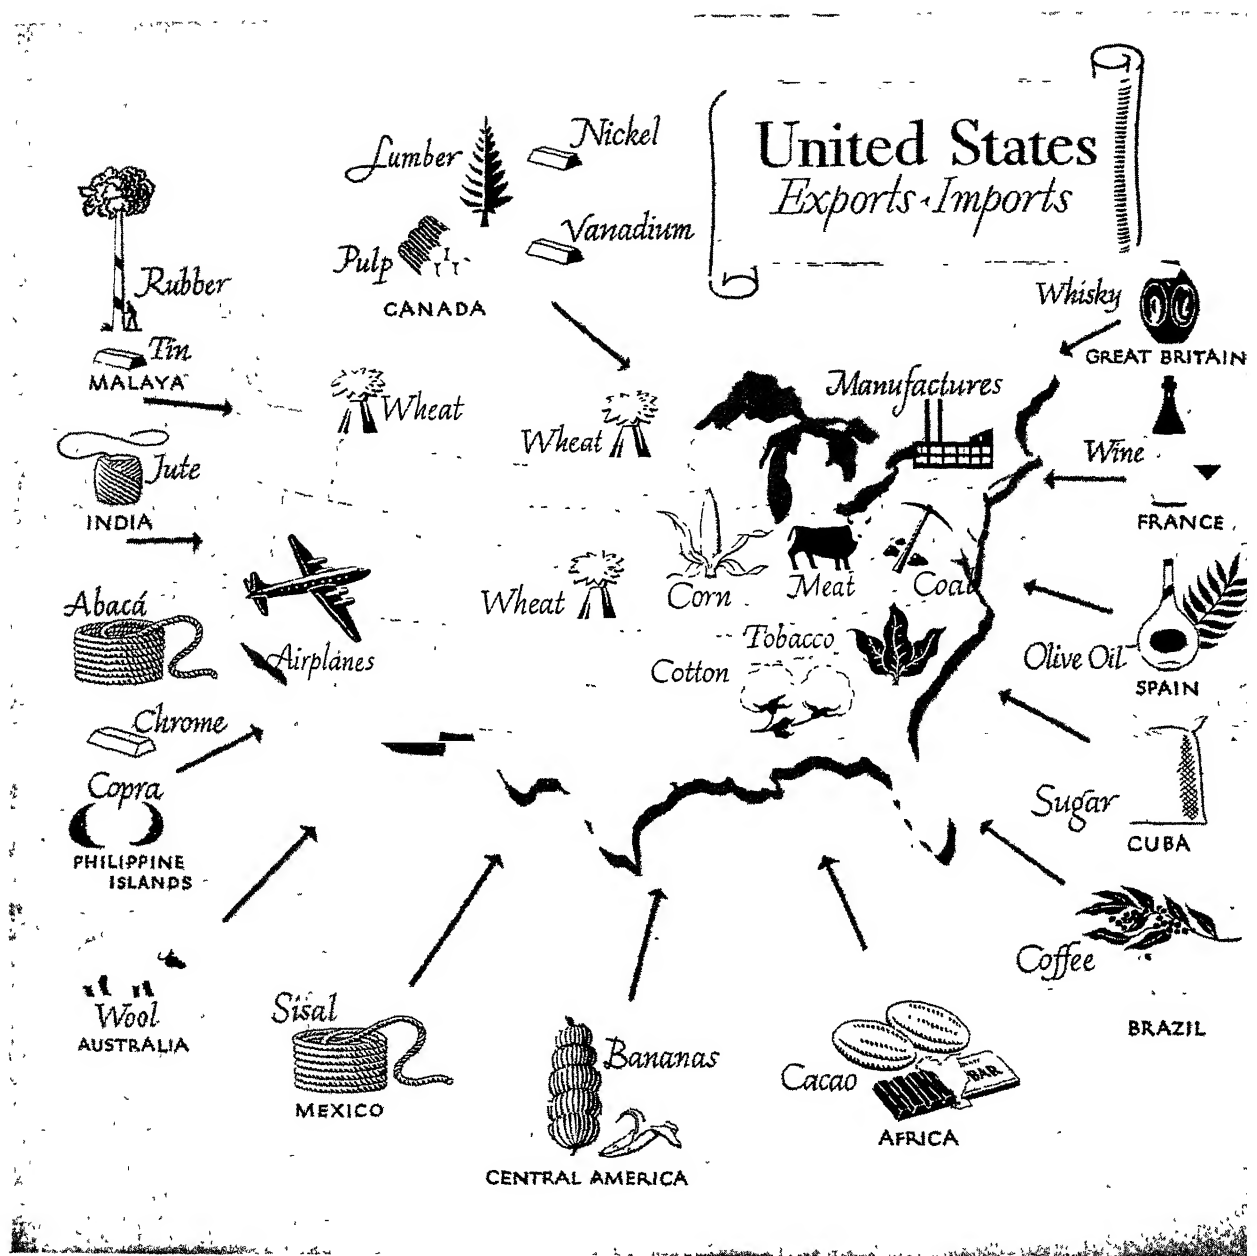 United States
Exports · Imports
Lumber
Nickel
Pulp
Vanadium
CANADA
Rubber
Tin
MALAYA
Jute
INDIA
Abacá
Chrome
Copra
PHILIPPINE
ISLANDS
Wool
AUSTRALIA
Sisal
MEXICO
Bananas
CENTRAL AMERICA
Cacao
BAR
AFRICA
Coffee
BRAZIL
Sugar
CUBA
Olive Oil
SPAIN
Wine
FRANCE
Whisky
GREAT BRITAIN
Wheat
Wheat
Wheat
Manufactures
Corn
Meat
Coal
Tobacco
Cotton
Airplanes